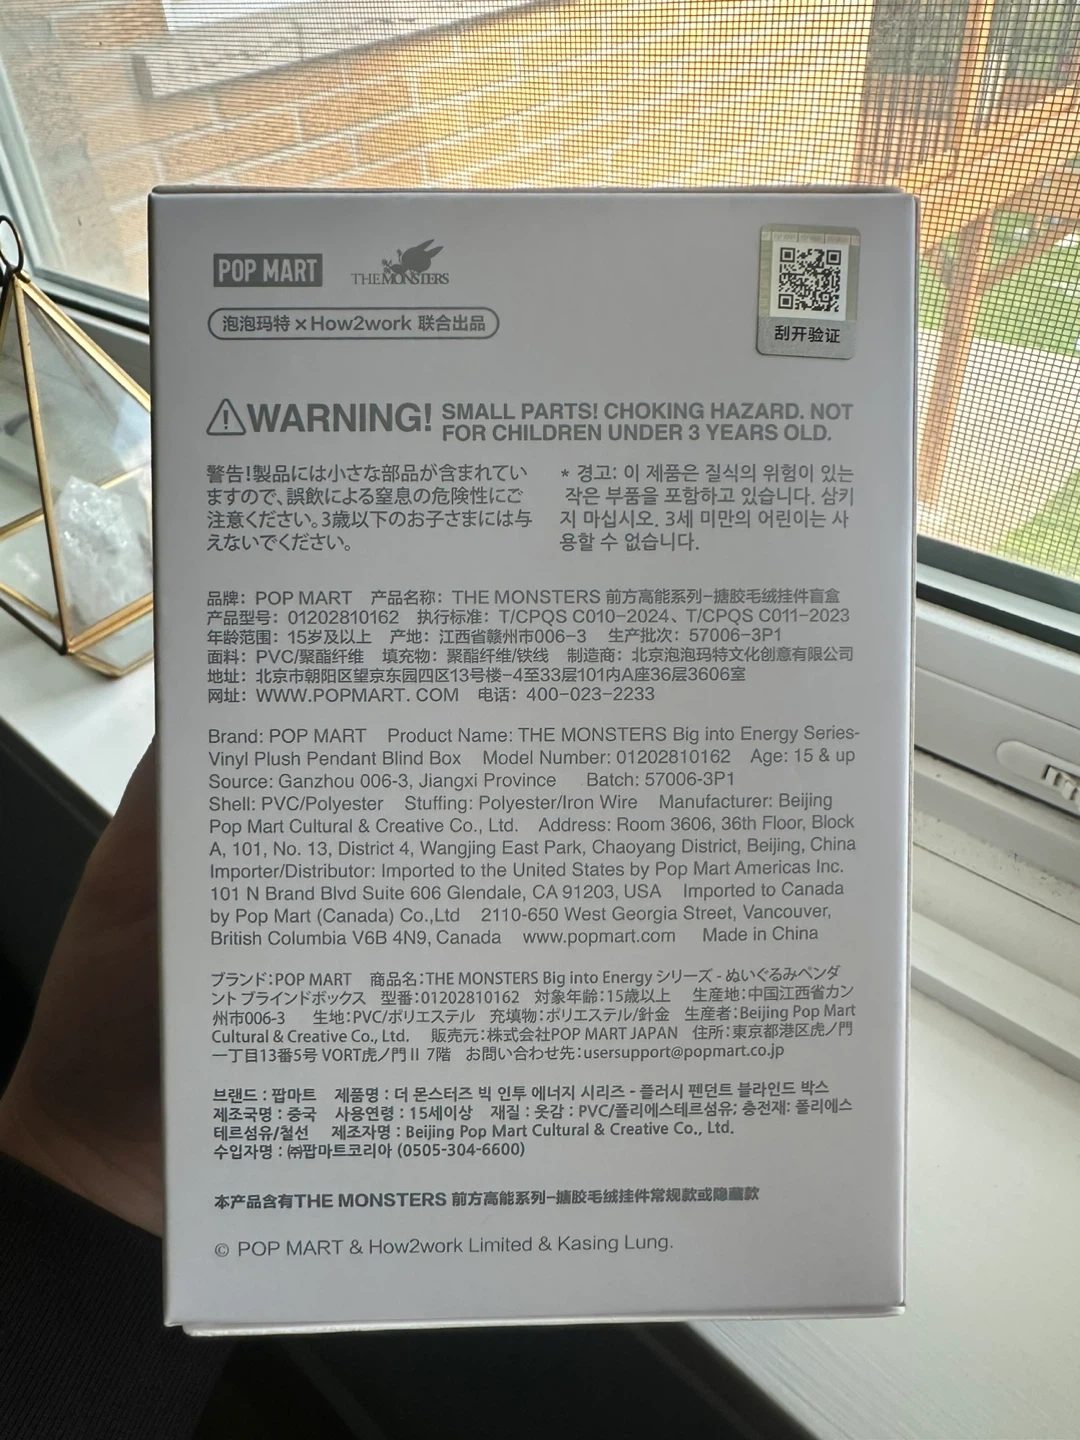 POP MART THE MONSTERS
泡泡玛特×How2work 联合出品
刮开验证
WARNING! SMALL PARTS! CHOKING HAZARD. NOT
FOR CHILDREN UNDER 3 YEARS OLD.
警告!製品には小さな部品が含まれてい
ますので、誤飲による窒息の危険性にご
注意ください。3歳以下のお子さまには与
えないでください。
* 경고: 이 제품은 질식의 위험이 있는
작은 부품을 포함하고 있습니다. 삼키
지 마십시오. 3세 미만의 어린이는 사
용할 수 없습니다.
品牌: POP MART 产品名称: THE MONSTERS 前方高能系列-搪胶毛绒挂件盲盒
产品型号: 01202810162 执行标准: T/CPQS C010-2024、T/CPQS C011-2023
年龄范围: 15岁及以上 产地: 江西省赣州市006-3 生产批次: 57006-3P1
面料: PVC/聚酯纤维 填充物: 聚酯纤维/铁线 制造商: 北京泡泡玛特文化创意有限公司
地址: 北京市朝阳区望京东园四区13号楼-4至33层101内A座36层3606室
网址: WWW.POPMART.COM 电话: 400-023-2233
Brand: POP MART Product Name: THE MONSTERS Big into Energy Series-
Vinyl Plush Pendant Blind Box Model Number: 01202810162 Age: 15 & up
Source: Ganzhou 006-3, Jiangxi Province Batch: 57006-3P1
Shell: PVC/Polyester Stuffing: Polyester/Iron Wire Manufacturer: Beijing
Pop Mart Cultural & Creative Co., Ltd. Address: Room 3606, 36th Floor, Block
A, 101, No. 13, District 4, Wangjing East Park, Chaoyang District, Beijing, China
Importer/Distributor: Imported to the United States by Pop Mart Americas Inc.
101 N Brand Blvd Suite 606 Glendale, CA 91203, USA Imported to Canada
by Pop Mart (Canada) Co.,Ltd 2110-650 West Georgia Street, Vancouver,
British Columbia V6B 4N9, Canada www.popmart.com Made in China
ブランド:POP MART 商品名:THE MONSTERS Big into Energy シリーズ - ぬいぐるみペンダ
ント ブラインドボックス 型番:01202810162 対象年齢:15歳以上 生産地:中国江西省カン
州市006-3 生地:PVC/ポリエステル 充填物:ポリエステル/針金 生産者:Beijing Pop Mart
Cultural & Creative Co., Ltd. 販売元:株式会社POP MART JAPAN 住所:東京都港区虎ノ門
一丁目13番5号 VORT虎ノ門Ⅱ 7階 お問い合わせ先:usersupport@popmart.co.jp
브랜드 : 팝마트 제품명 : 더 몬스터즈 빅 인투 에너지 시리즈 - 플러시 펜던트 블라인드 박스
제조국명 : 중국 사용연령 : 15세이상 재질 : 옷감 : PVC/폴리에스테르섬유; 충전재: 폴리에스
테르섬유/철선 제조자명 : Beijing Pop Mart Cultural & Creative Co., Ltd.
수입자명 : ㈜팝마트코리아 (0505-304-6600)
本产品含有THE MONSTERS 前方高能系列-搪胶毛绒挂件常规款或隐藏款
© POP MART & How2work Limited & Kasing Lung.